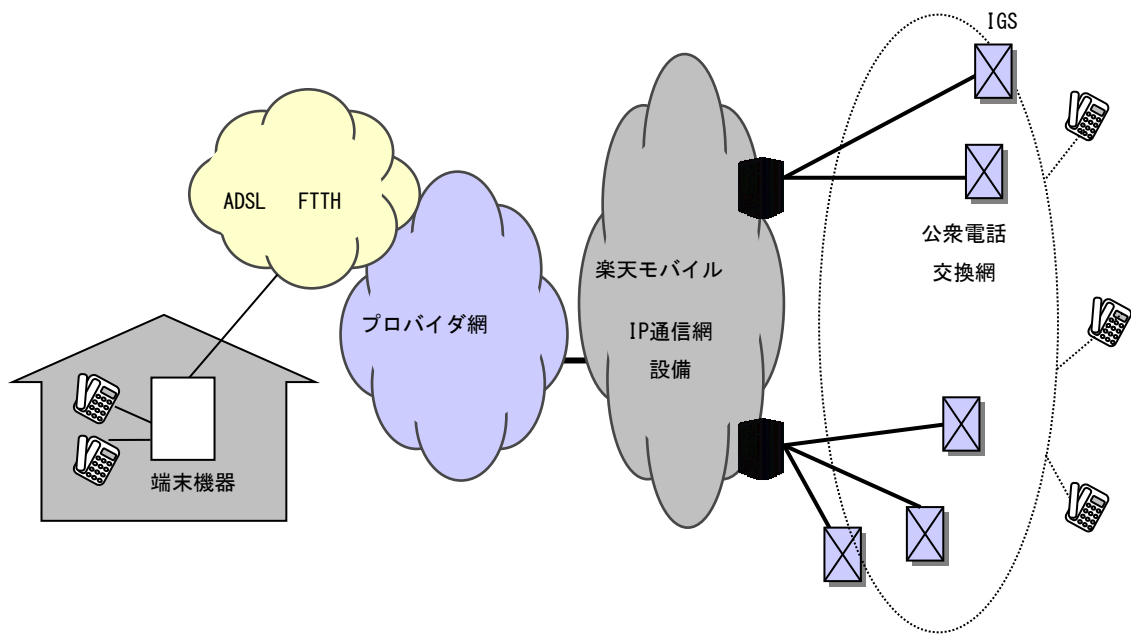 IGS
ADSL FTTH
公衆電話
交換網
楽天モバイル
プロバイダ網
IP通信網
設備
端末機器